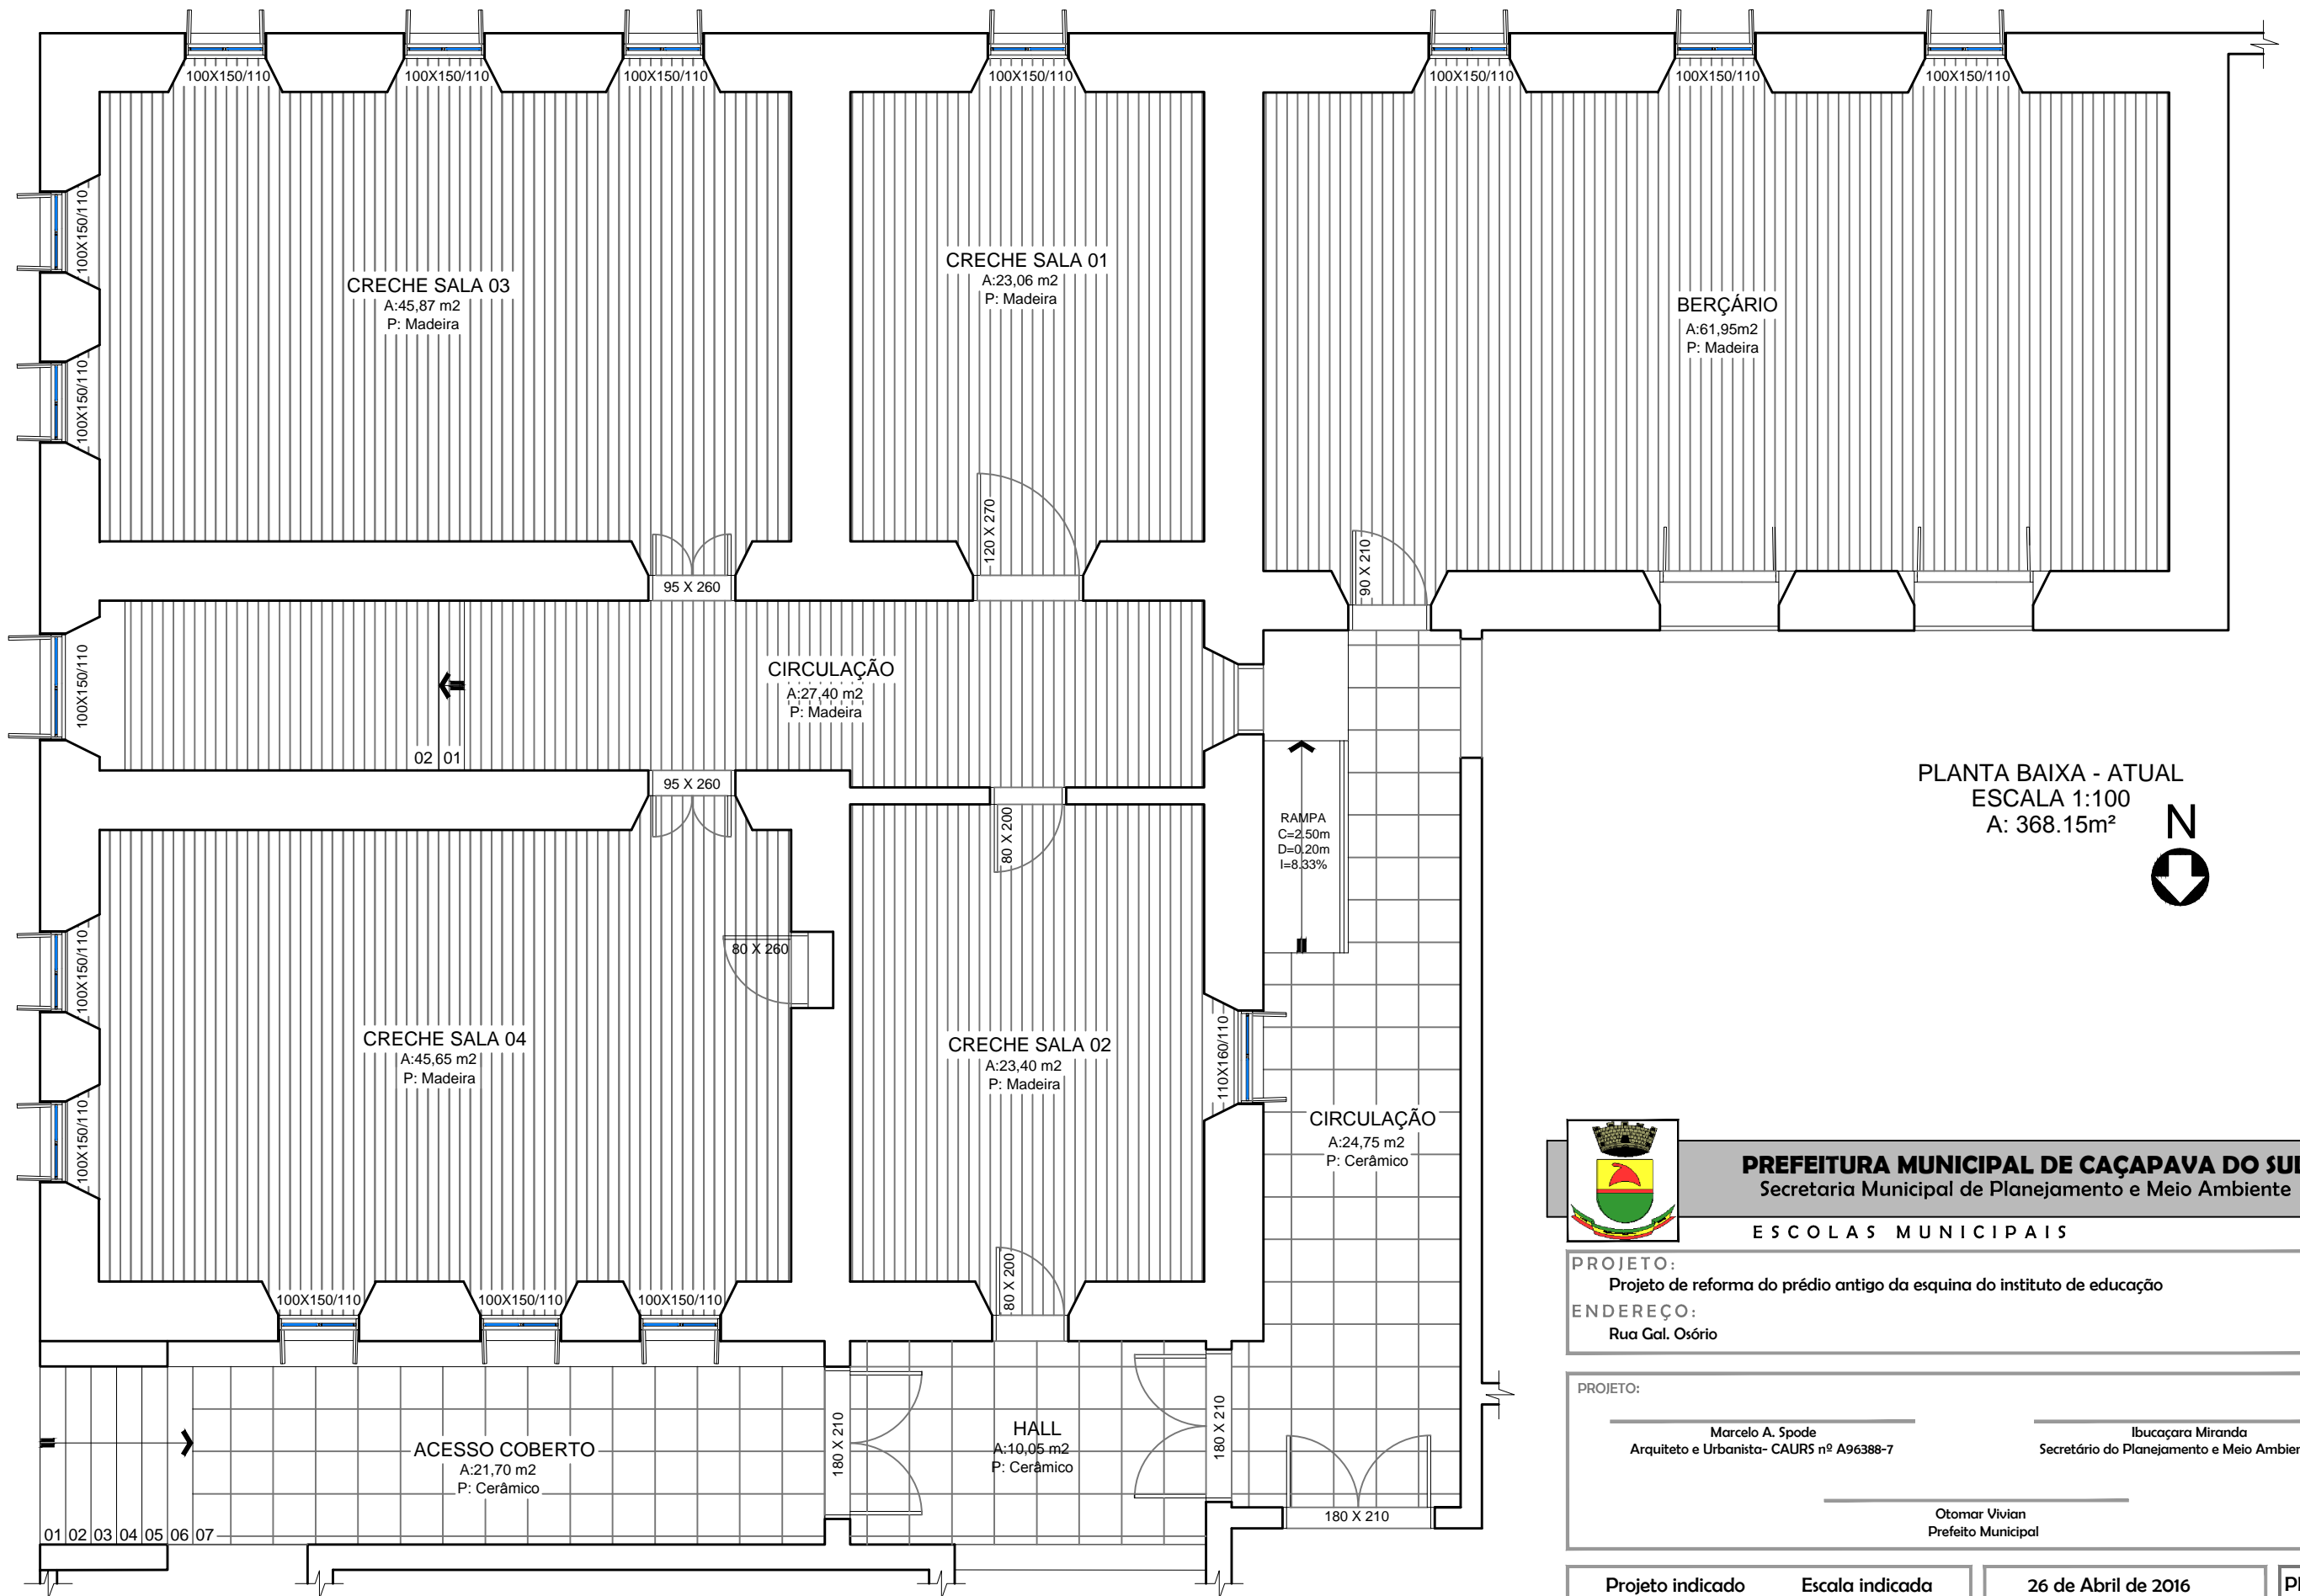 100X150/110
100X150/110
100X150/110
100X150/110
100X150/110
100X150/110
100X150/110
100X150/110
100X150/110
CRECHE SALA 03
A:45,87 m2
P: Madeira
CRECHE SALA 01
A:23,06 m2
P: Madeira
BERÇÁRIO
A:61,95m2
P: Madeira
120 X 270
90 X 210
95 X 260
100X150/110
CIRCULAÇÃO
A:27,40 m2
P: Madeira
02 01
95 X 260
80 X 200
RAMPA
C=2.50m
D=0.20m
I=8.33%
PLANTA BAIXA - ATUAL
ESCALA 1:100
A: 368.15m²
N
80 X 260
100X150/110
100X150/110
CRECHE SALA 04
A:45,65 m2
P: Madeira
CRECHE SALA 02
A:23,40 m2
P: Madeira
110X160/110
CIRCULAÇÃO
A:24,75 m2
P: Cerâmico
80 X 200
100X150/110
100X150/110
100X150/110
180 X 210
180 X 210
ACESSO COBERTO
A:21,70 m2
P: Cerâmico
HALL
A:10,05 m2
P: Cerâmico
180 X 210
01 02 03 04 05 06 07
PREFEITURA MUNICIPAL DE CAÇAPAVA DO SUL
Secretaria Municipal de Planejamento e Meio Ambiente
ESCOLAS MUNICIPAIS
PROJETO:
Projeto de reforma do prédio antigo da esquina do instituto de educação
ENDEREÇO:
Rua Gal. Osório
PROJETO:
Marcelo A. Spode
Arquiteto e Urbanista- CAURS nº A96388-7
Ibucaçara Miranda
Secretário do Planejamento e Meio Ambien
Otomar Vivian
Prefeito Municipal
Projeto indicado
Escala indicada
26 de Abril de 2016